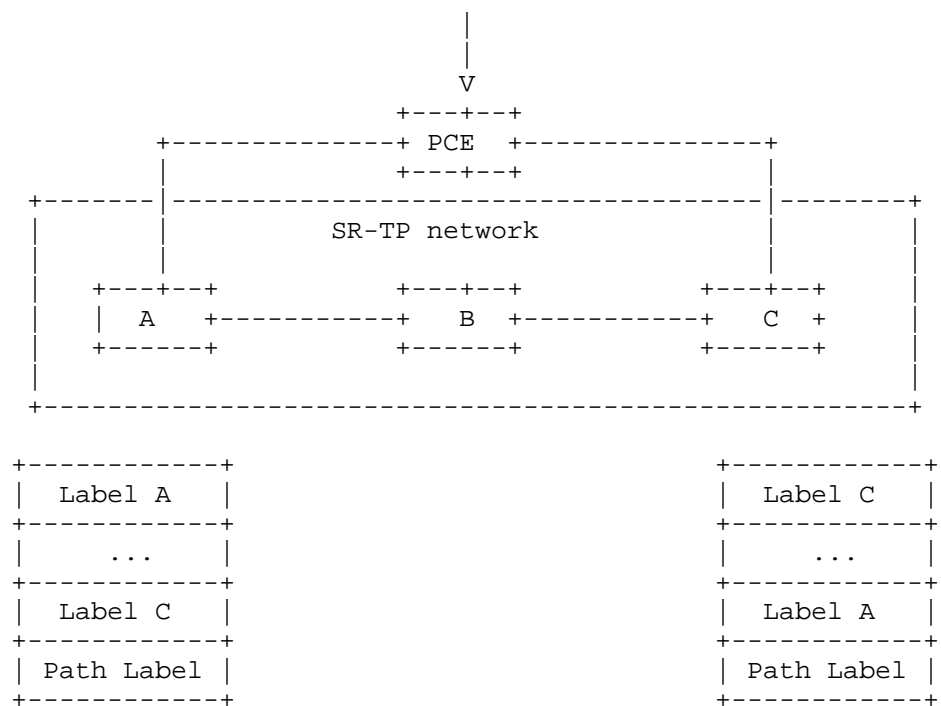 V
PCE
SR-TP network
A B C
Label A Label C
... ...
Label C Label A
Path Label Path Label